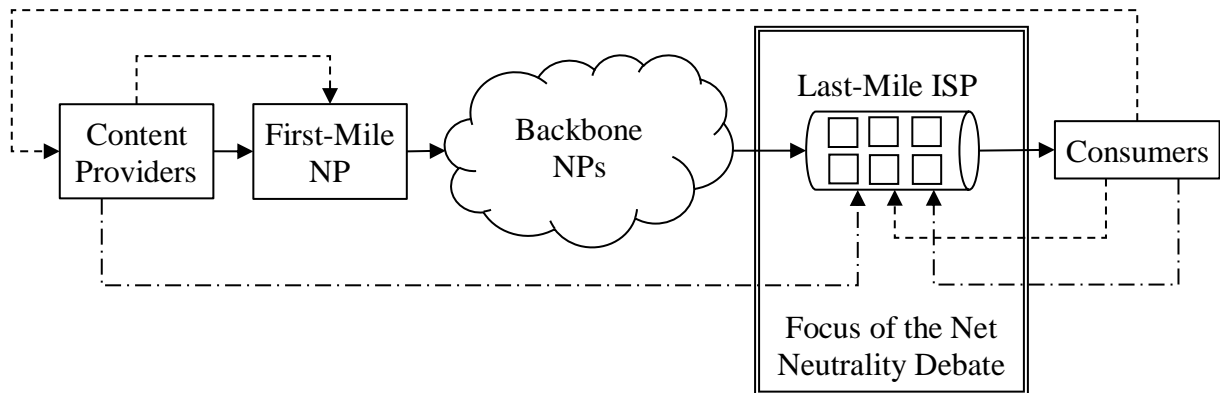 Content
Providers
First-Mile
NP
Backbone
NPs
Last-Mile ISP
Consumers
Focus of the Net
Neutrality Debate